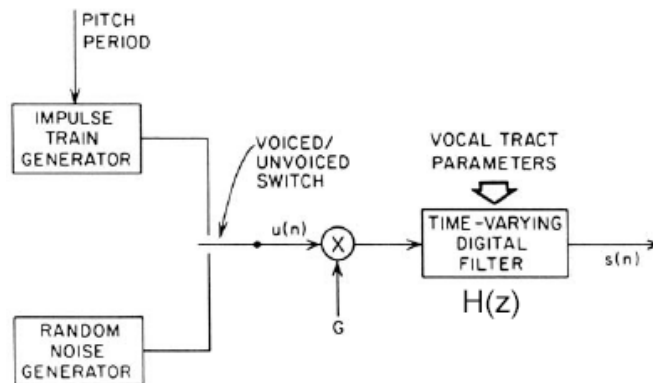 PITCH
PERIOD
IMPULSE
TRAIN
GENERATOR
VOICED/
UNVOICED
SWITCH
VOCAL TRACT
PARAMETERS
u(n)
X
TIME-VARYING
DIGITAL
FILTER
s(n)
H(z)
G
RANDOM
NOISE
GENERATOR